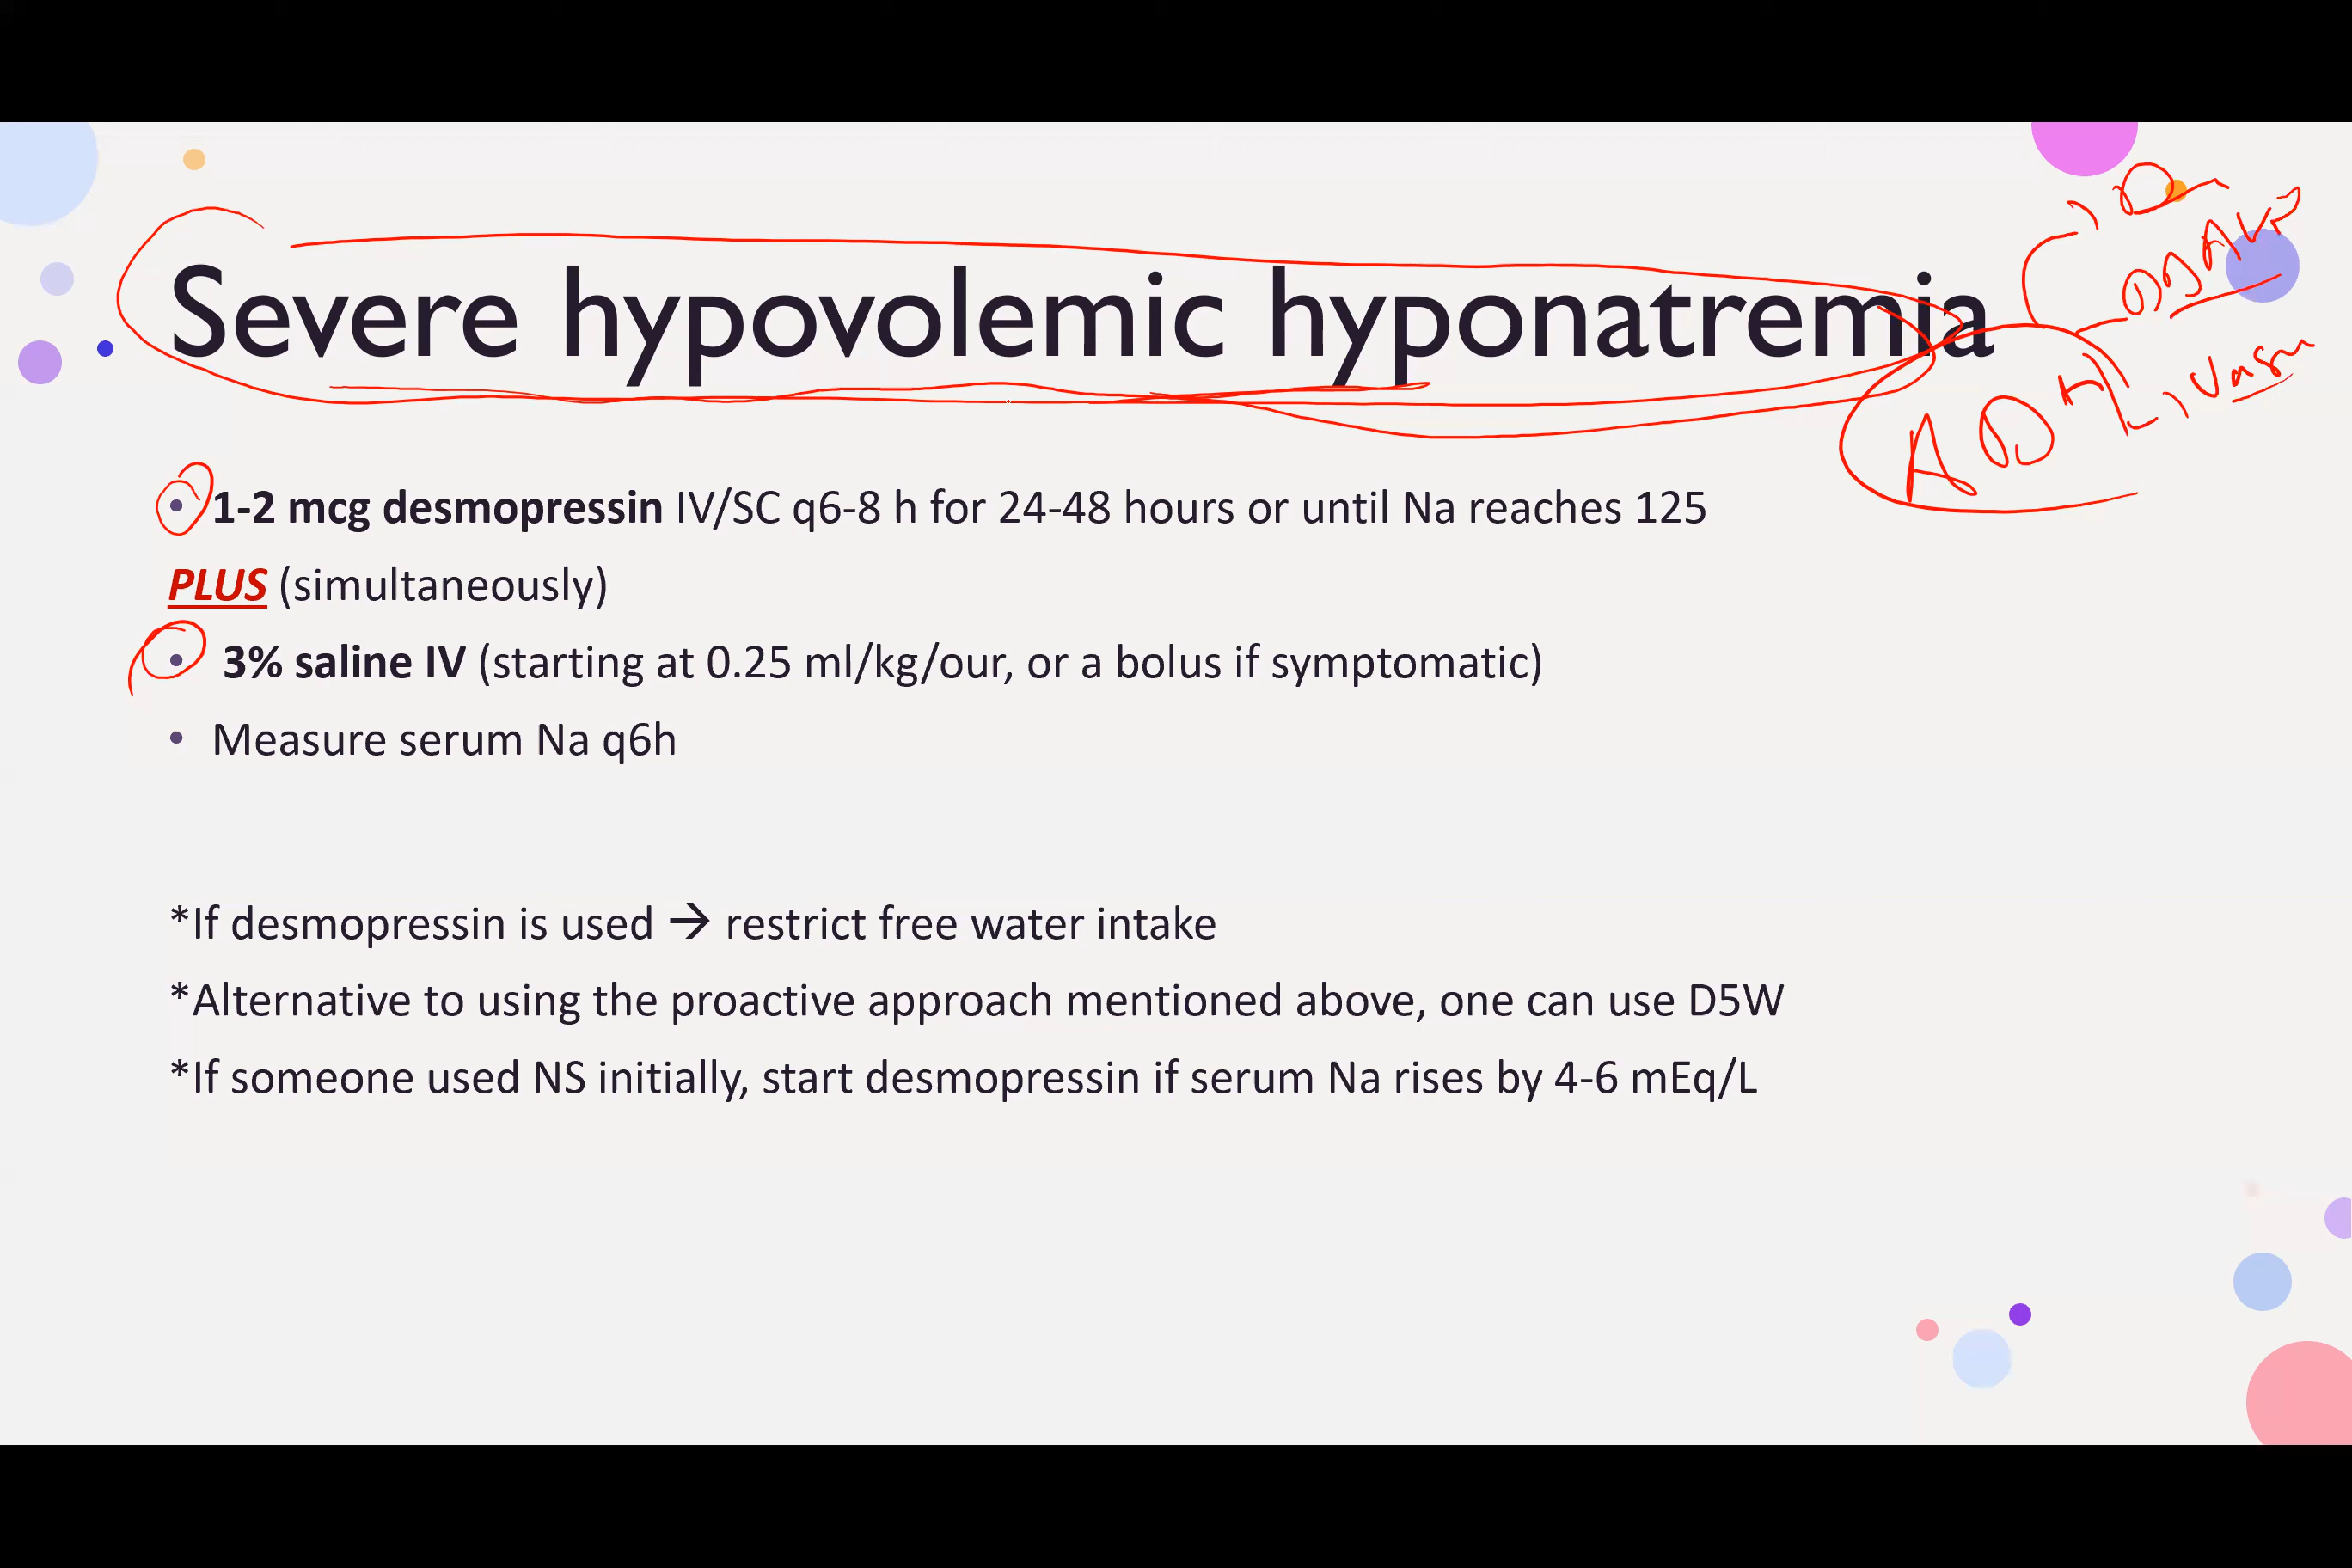 Severe hypovolemic hyponatremia
ADH
• 1-2 mcg desmopressin IV/SC q6-8 h for 24-48 hours or until Na reaches 125
PLUS (simultaneously)
• 3% saline IV (starting at 0.25 ml/kg/our, or a bolus if symptomatic)
• Measure serum Na q6h
*If desmopressin is used → restrict free water intake
*Alternative to using the proactive approach mentioned above, one can use D5W
*If someone used NS initially, start desmopressin if serum Na rises by 4-6 mEq/L